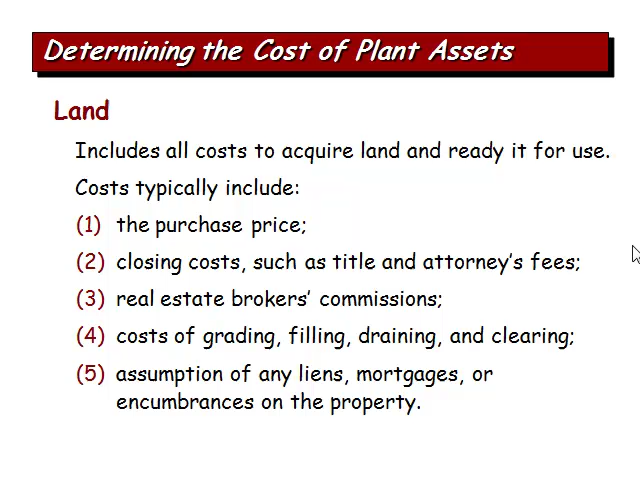 Determining the Cost of Plant Assets
Land
Includes all costs to acquire land and ready it for use.
Costs typically include:
(1) the purchase price;
(2) closing costs, such as title and attorney's fees;
(3) real estate brokers' commissions;
(4) costs of grading, filling, draining, and clearing;
(5) assumption of any liens, mortgages, or
encumbrances on the property.